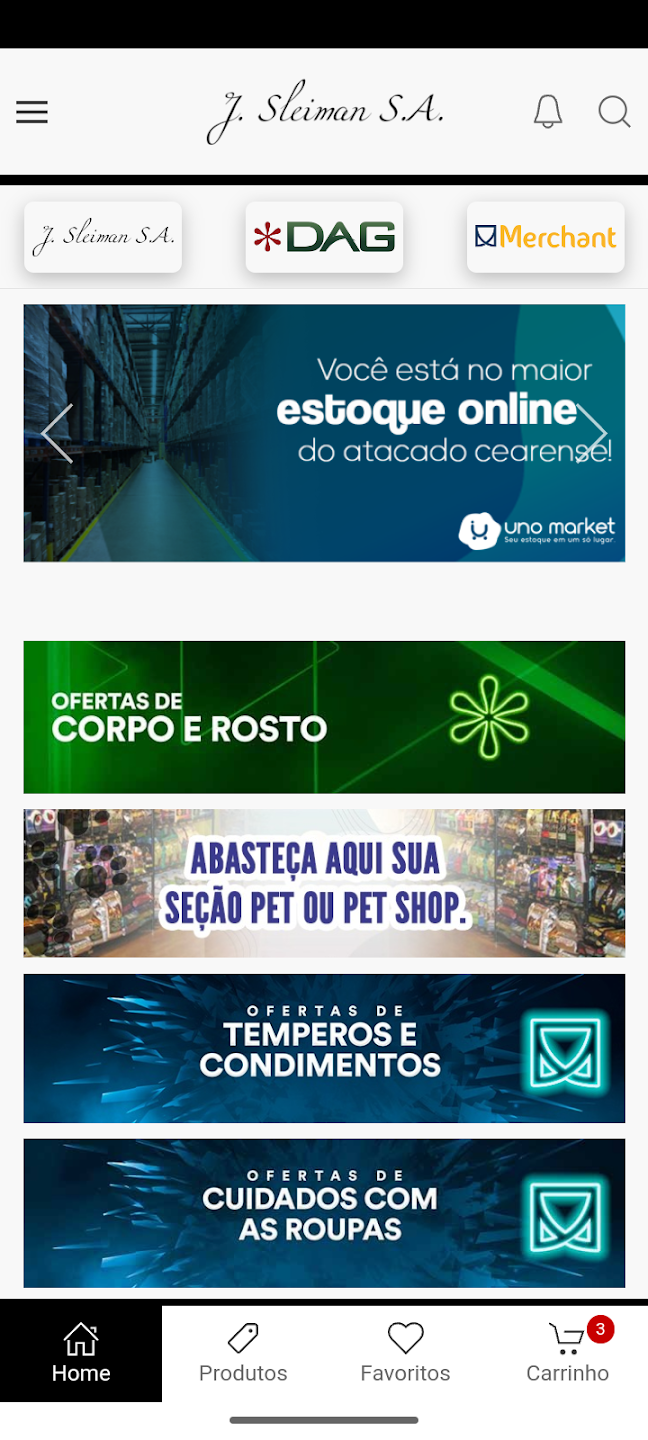 J. Sleiman S.A.
J. Sleiman S.A.
DAG
Merchant
Você está no maior
estoque online
do atacado cearense!
uno market
Seu estoque em um só lugar.
OFERTAS DE
CORPO E ROSTO
ABASTEÇA AQUI SUA
SEÇÃO PET OU PET SHOP.
OFERTAS DE
TEMPEROS E
CONDIMENTOS
OFERTAS DE
CUIDADOS COM
AS ROUPAS
3
Home
Produtos
Favoritos
Carrinho